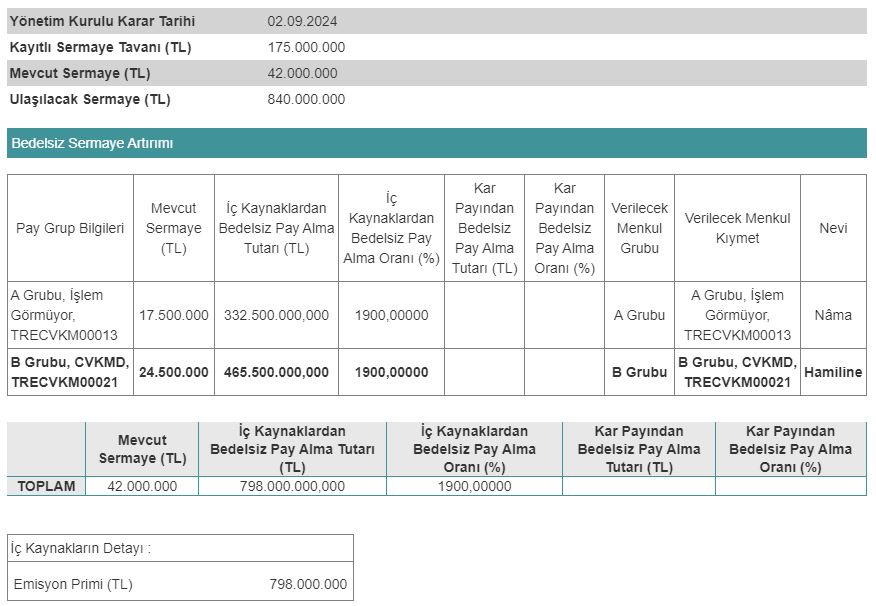 Yönetim Kurulu Karar Tarihi 02.09.2024
Kayıtlı Sermaye Tavanı (TL) 175.000.000
Mevcut Sermaye (TL) 42.000.000
Ulaşılacak Sermaye (TL) 840.000.000
Bedelsiz Sermaye Artırımı
Pay Grup Bilgileri
Mevcut
Sermaye
(TL)
İç Kaynaklardan
Bedelsiz Pay Alma
Tutarı (TL)
İç
Kaynaklardan
Bedelsiz Pay
Alma Oranı (%)
Kar
Payından
Bedelsiz
Pay Alma
Tutarı (TL)
Kar
Payından
Bedelsiz
Pay Alma
Oranı (%)
Verilecek
Menkul
Grubu
Verilecek Menkul
Kıymet
Nevi
A Grubu, İşlem
Görmüyor,
TRECVKM00013
17.500.000
332.500.000,000
1900,00000
A Grubu
A Grubu, İşlem
Görmüyor,
TRECVKM00013
Nâma
B Grubu, CVKMD,
TRECVKM00021
24.500.000
465.500.000,000
1900,00000
B Grubu
B Grubu, CVKMD,
TRECVKM00021
Hamiline
Mevcut
Sermaye (TL)
İç Kaynaklardan
Bedelsiz Pay Alma Tutarı
(TL)
İç Kaynaklardan
Bedelsiz Pay Alma
Oranı (%)
Kar Payından
Bedelsiz Pay Alma
Tutarı (TL)
Kar Payından
Bedelsiz Pay Alma
Oranı (%)
TOPLAM 42.000.000 798.000.000,000 1900,00000
İç Kaynakların Detayı :
Emisyon Primi (TL) 798.000.000